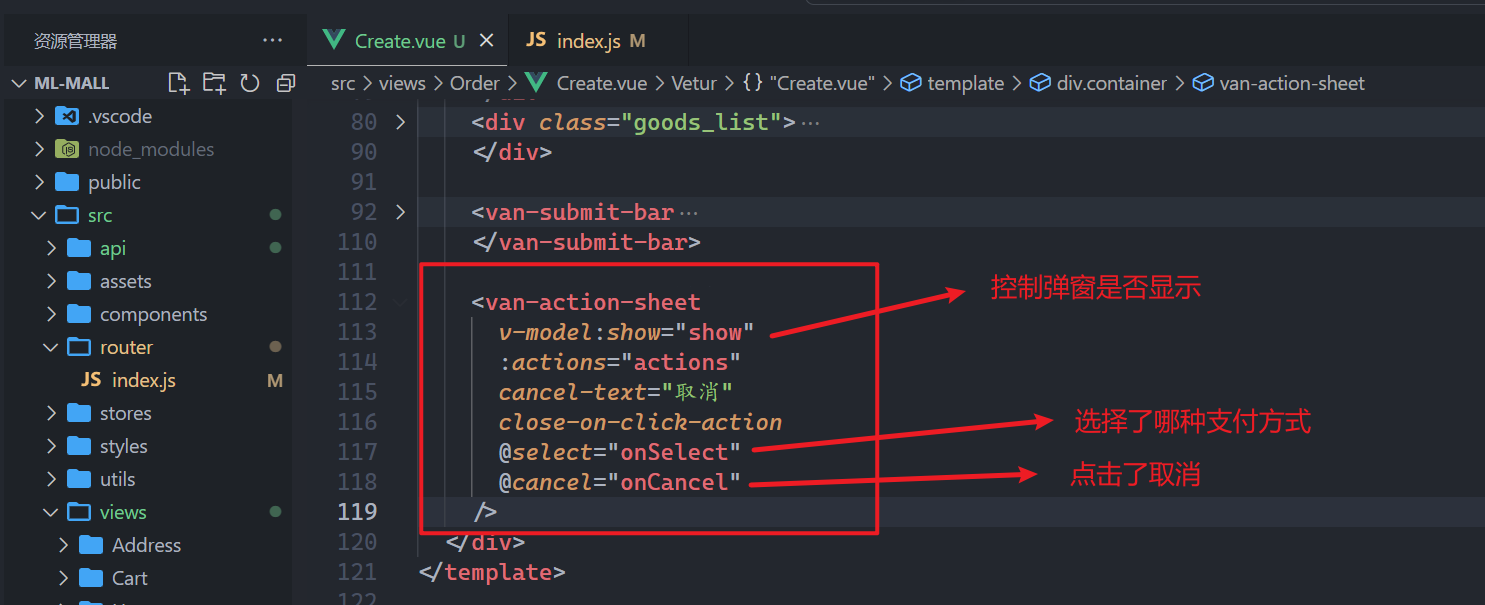 资源管理器 ···
Create.vue U ×
JS index.js M
ML-MALL
src > views > Order > Create.vue > Vetur > {} "Create.vue" > template > div.container > van-action-sheet
.vscode
node_modules
public
src
api
assets
components
router
JS index.js M
stores
styles
utils
views
Address
Cart
80 <div class="goods_list">···
90 </div>
91
92 <van-submit-bar···
110 </van-submit-bar>
111
112 <van-action-sheet
113 v-model:show="show"
114 :actions="actions"
115 cancel-text="取消"
116 close-on-click-action
117 @select="onSelect"
118 @cancel="onCancel"
119 />
120 </div>
121 </template>
122
控制弹窗是否显示
选择了哪种支付方式
点击了取消